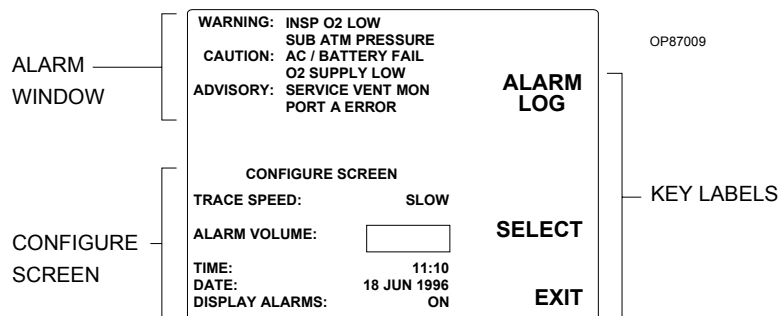 WARNING: INSP O2 LOW
SUB ATM PRESSURE
CAUTION: AC / BATTERY FAIL
O2 SUPPLY LOW
ADVISORY: SERVICE VENT MON
PORT A ERROR
OP87009
ALARM
WINDOW
ALARM
LOG
CONFIGURE SCREEN
TRACE SPEED: SLOW
KEY LABELS
ALARM VOLUME:
SELECT
CONFIGURE
SCREEN
TIME: 11:10
DATE: 18 JUN 1996
DISPLAY ALARMS: ON
EXIT